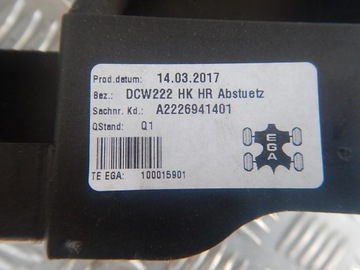 Prod.datum: 14.03.2017
Bez.: DCW222 HK HR Abstuetz
Sachnr. Kd.: A2226941401
QStand: Q1
EGA
TE EGA: 100015901